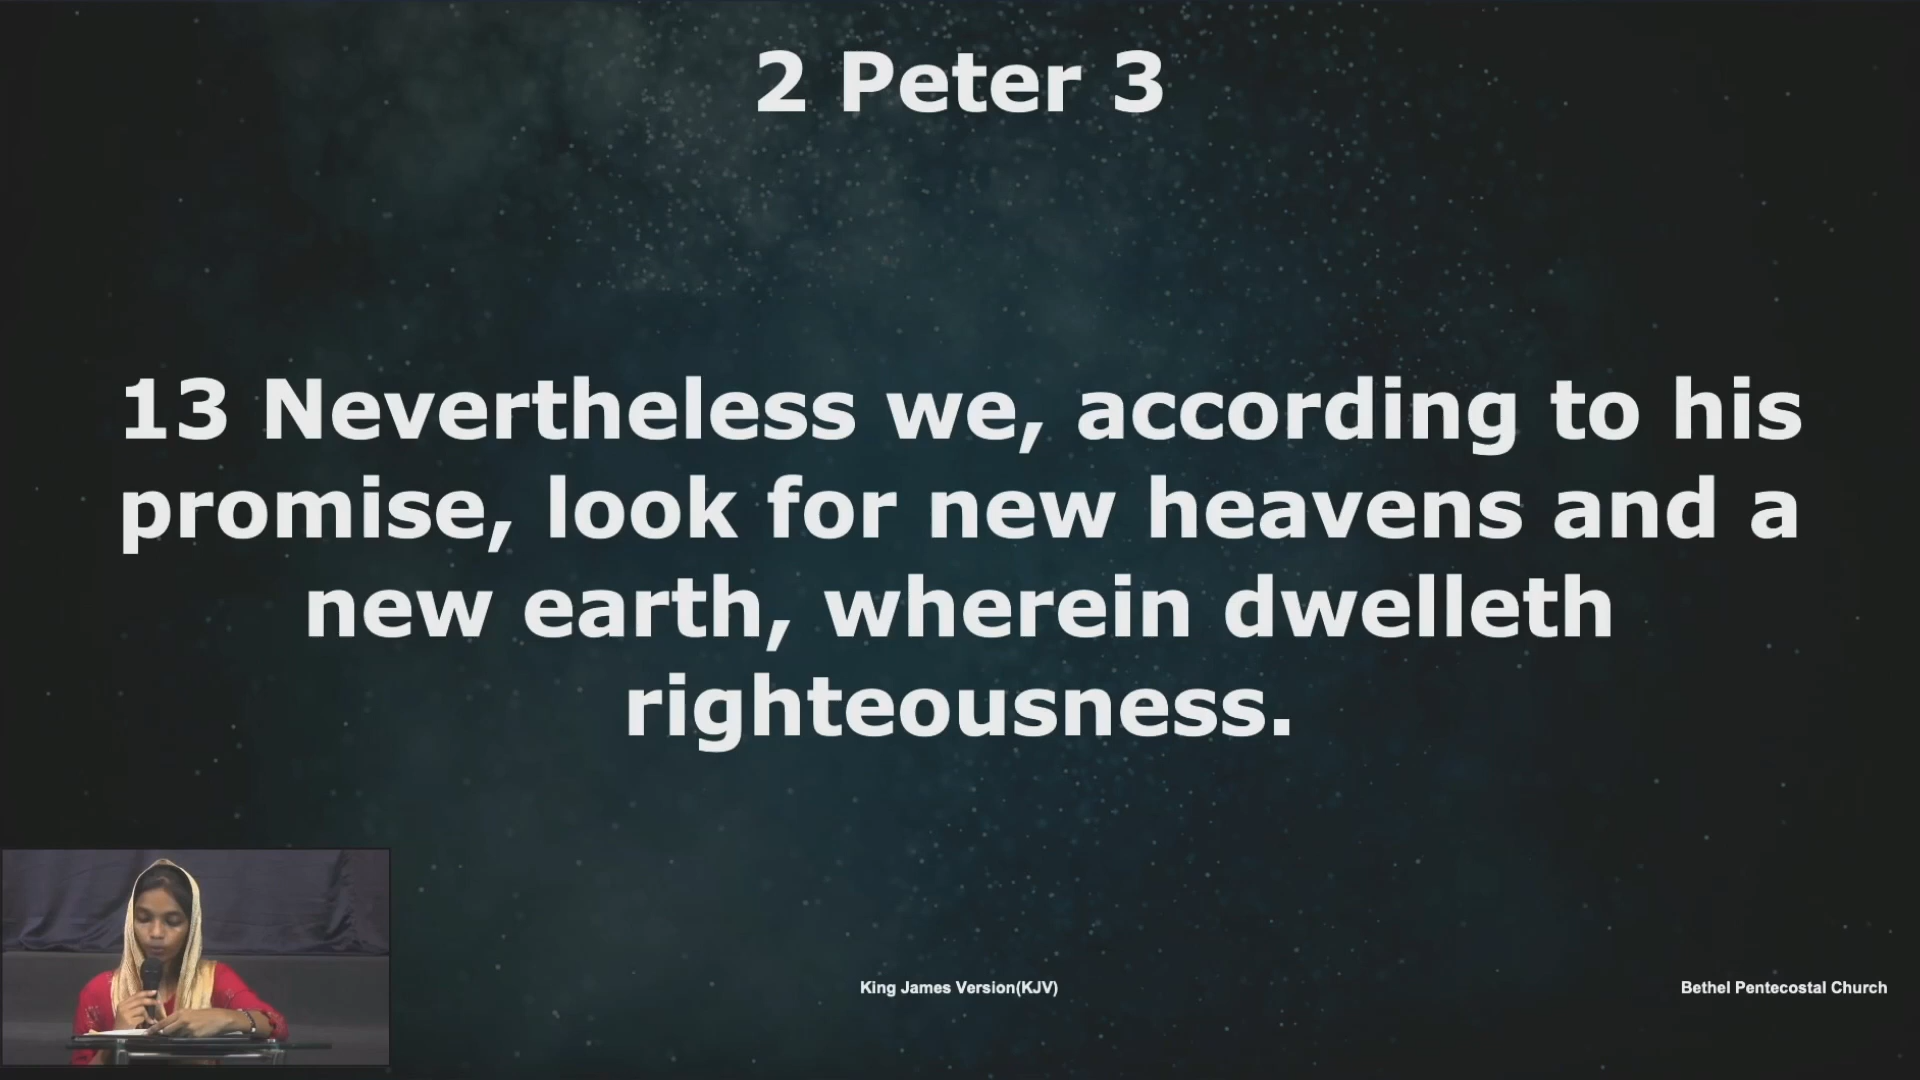 2 Peter 3
13 Nevertheless we, according to his
promise, look for new heavens and a
new earth, wherein dwelleth
righteousness.
King James Version(KJV)
Bethel Pentecostal Church